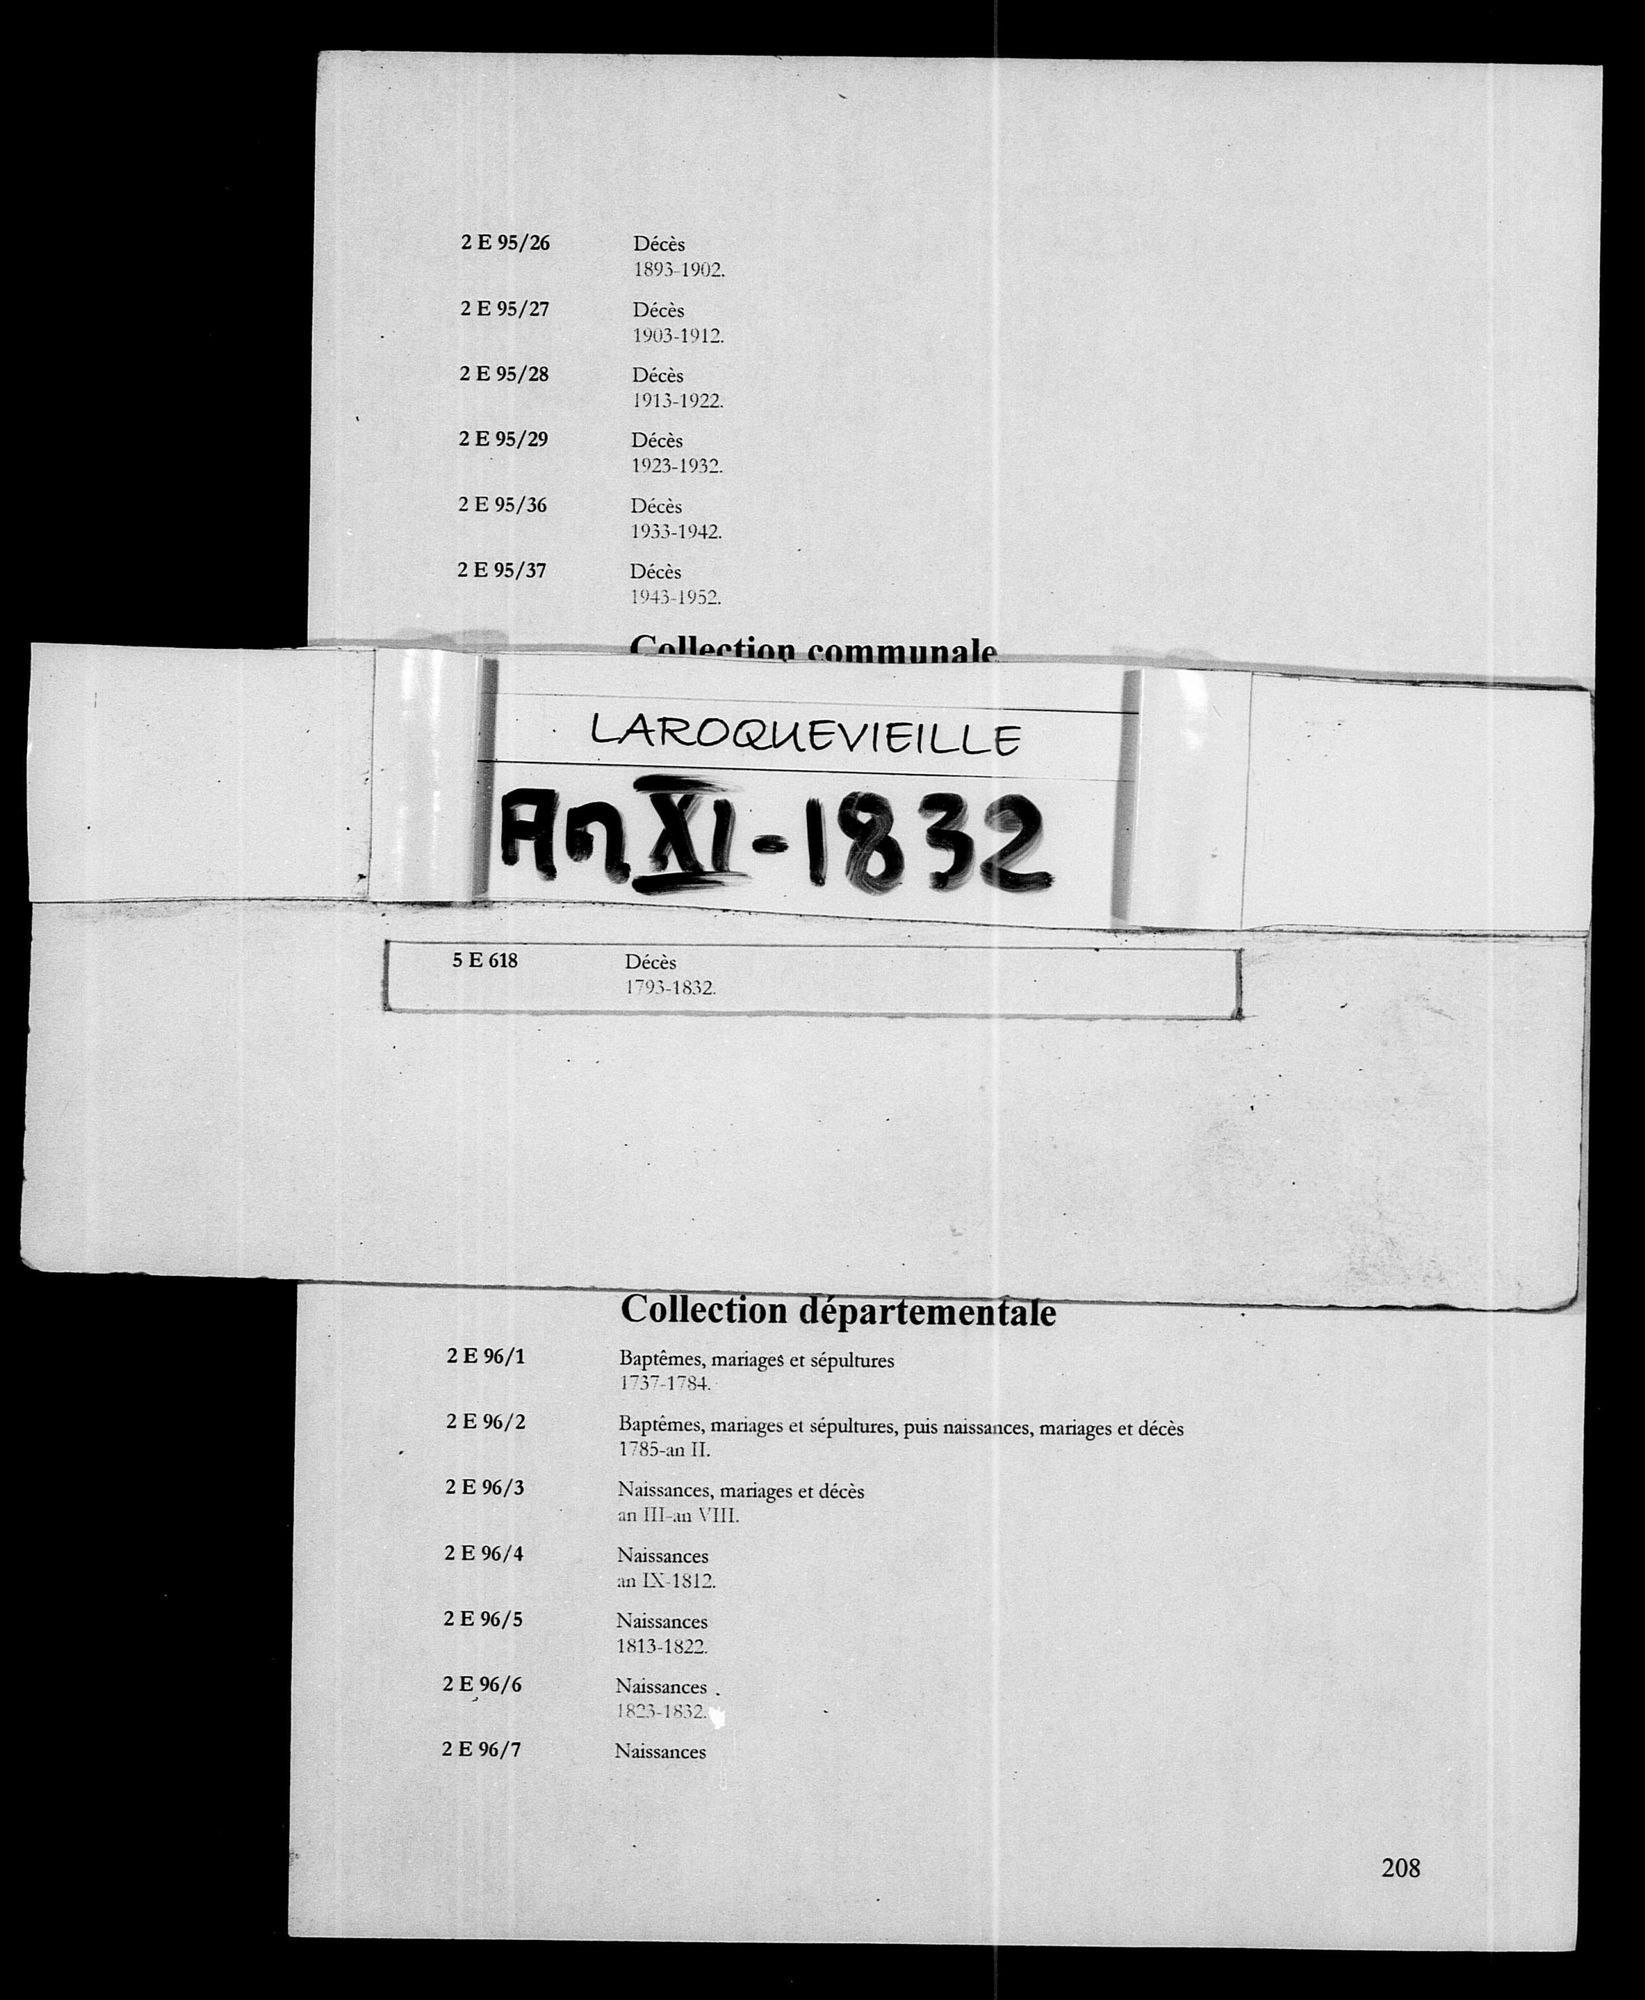 2 E 95/26 Décès
1893-1902.
2 E 95/27 Décès
1903-1912.
2 E 95/28 Décès
1913-1922.
2 E 95/29 Décès
1923-1932.
2 E 95/36 Décès
1933-1942.
2 E 95/37 Décès
1943-1952.
Collection communale
LAROQUEVIEILLE
An XI-1832
5 E 618 Décès
1793-1832.
Collection départementale
2 E 96/1 Baptêmes, mariages et sépultures
1737-1784.
2 E 96/2 Baptêmes, mariages et sépultures, puis naissances, mariages et décès
1785-an II.
2 E 96/3 Naissances, mariages et décès
an III-an VIII.
2 E 96/4 Naissances
an IX-1812.
2 E 96/5 Naissances
1813-1822.
2 E 96/6 Naissances
1823-1832.
2 E 96/7 Naissances
208